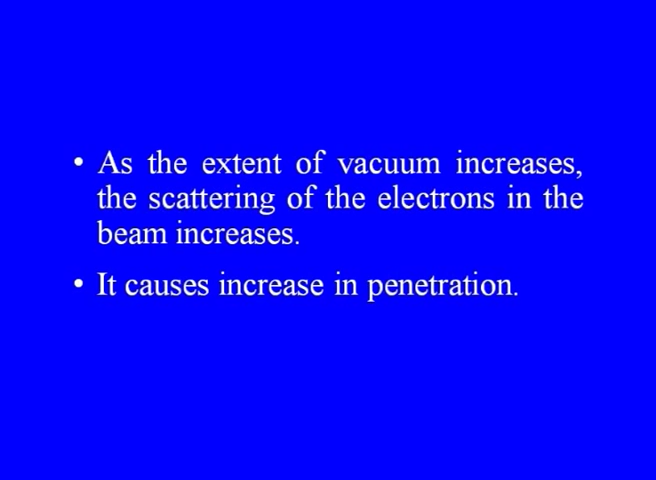 • As the extent of vacuum increases,
the scattering of the electrons in the
beam increases.
• It causes increase in penetration.